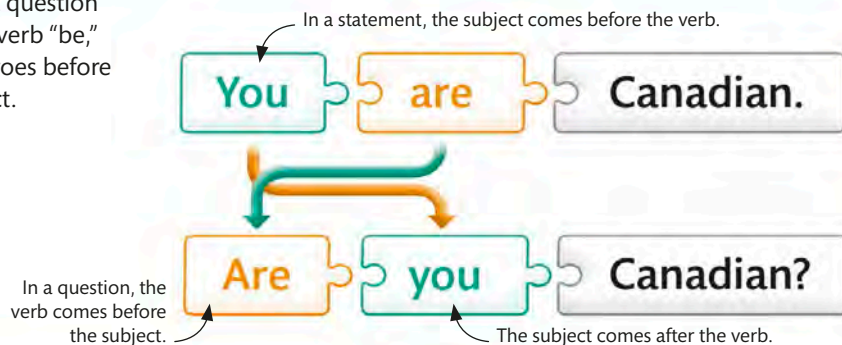 question
verb "be,"
oes before
ct.
In a statement, the subject comes before the verb.
You are Canadian.
Are you Canadian?
In a question, the
verb comes before
the subject.
The subject comes after the verb.